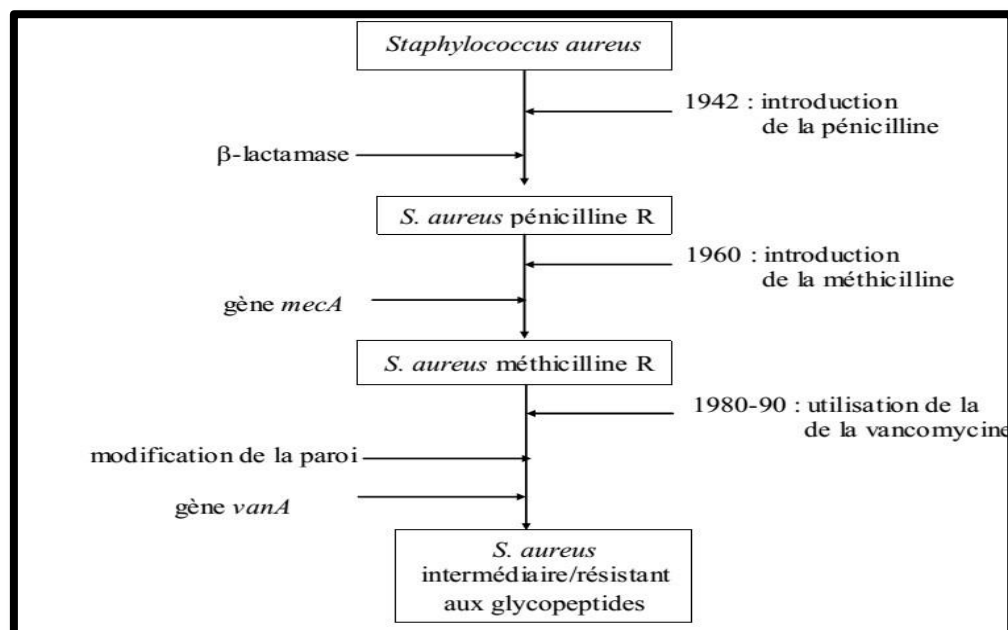 Staphylococcus aureus
1942 : introduction
de la pénicilline
β-lactamase
S. aureus pénicilline R
1960 : introduction
de la méthicilline
gène mecA
S. aureus méthicilline R
1980-90 : utilisation de la
de la vancomycine
modification de la paroi
gène vanA
S. aureus
intermédiaire/résistant
aux glycopeptides